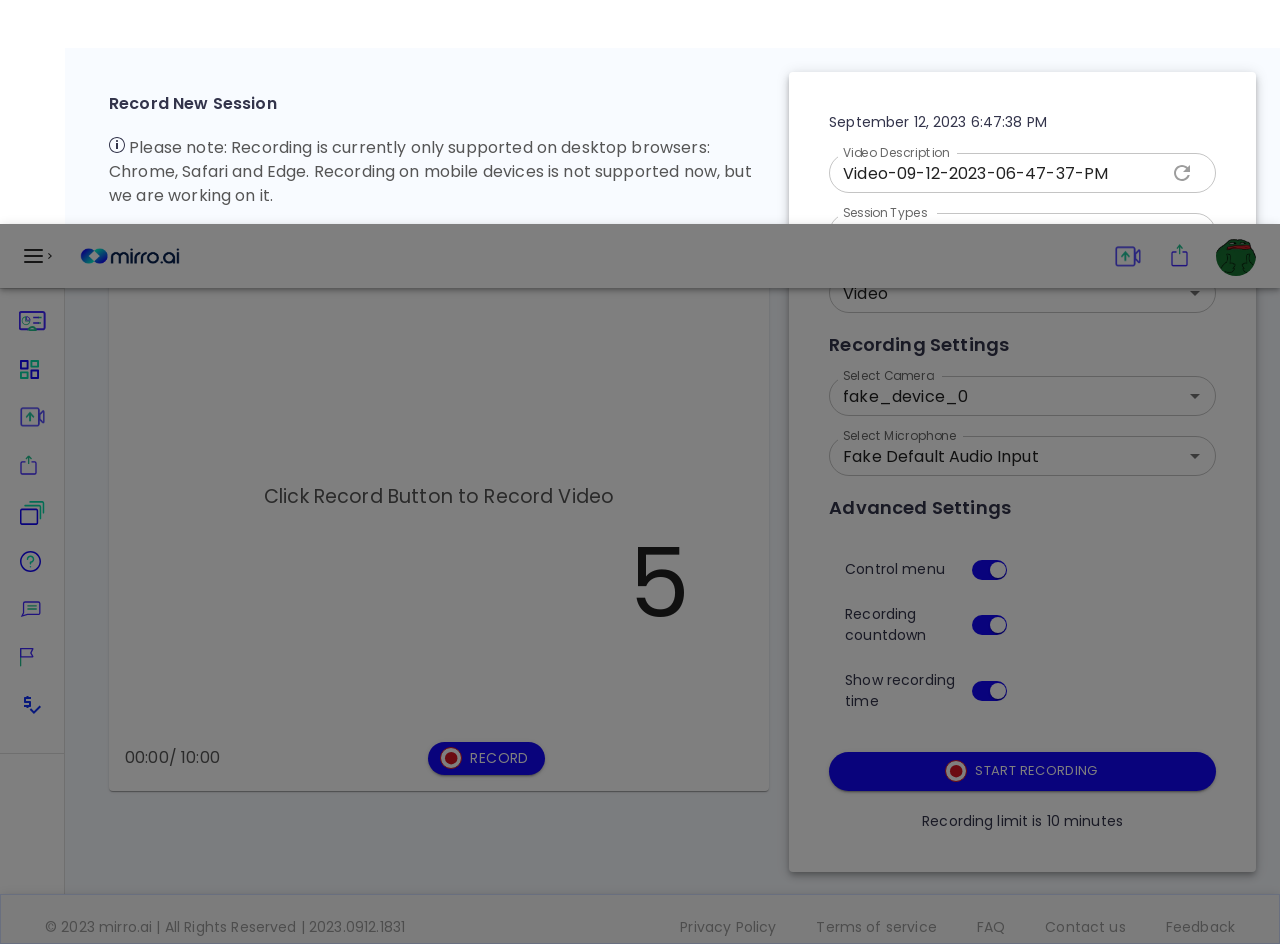 Record New Session
Please note: Recording is currently only supported on desktop browsers:
Chrome, Safari and Edge. Recording on mobile devices is not supported now, but
we are working on it.
September 12, 2023 6:47:38 PM
Video Description
Video-09-12-2023-06-47-37-PM
Session Types
mirro.ai
Video
Recording Settings
Select Camera
fake_device_0
Select Microphone
Fake Default Audio Input
Advanced Settings
Control menu
Recording
countdown
Show recording
time
START RECORDING
Recording limit is 10 minutes
Click Record Button to Record Video
5
00:00/ 10:00
RECORD
© 2023 mirro.ai | All Rights Reserved | 2023.0912.1831
Privacy Policy
Terms of service
FAQ
Contact us
Feedback